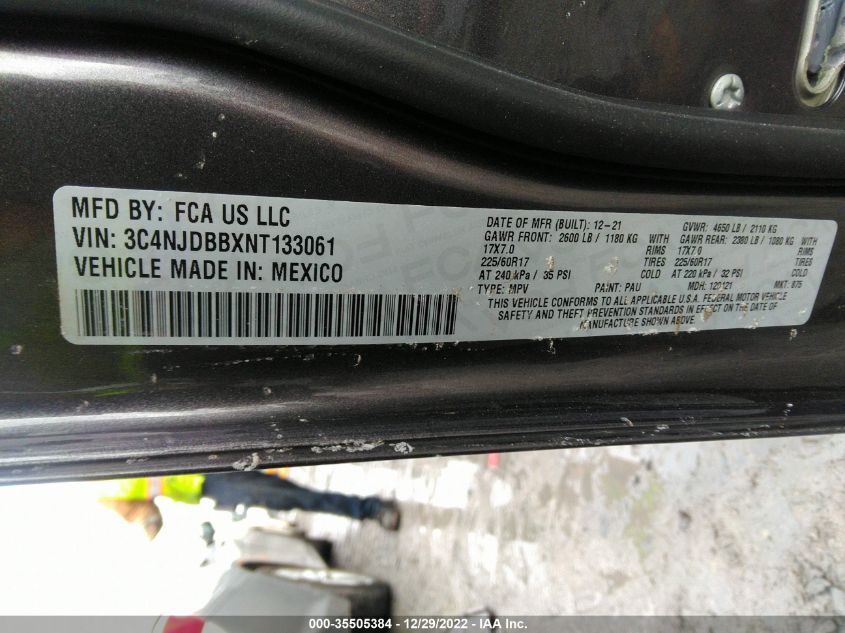 MFD BY: FCA US LLC
VIN: 3C4NJDBBXNT133061
VEHICLE MADE IN: MEXICO
DATE OF MFR (BUILT): 12-21 GVWR: 4650 LB / 2110 KG
GAWR FRONT: 2600 LB / 1180 KG WITH GAWR REAR: 2380 LB / 1080 KG WITH
17X7.0 RIMS 17X7.0 RIMS
225/60R17 TIRES 225/60R17 TIRES
AT 240 kPa / 35 PSI COLD AT 220 kPa / 32 PSI COLD
TYPE: MPV PAINT: PAU MDH: 120121 MKT: 875
THIS VEHICLE CONFORMS TO ALL APPLICABLE U.S.A. FEDERAL MOTOR VEHICLE
SAFETY AND THEFT PREVENTION STANDARDS IN EFFECT ON THE DATE OF
MANUFACTURE SHOWN ABOVE.
000-35505384 / 12/29/2022 - IAA Inc.